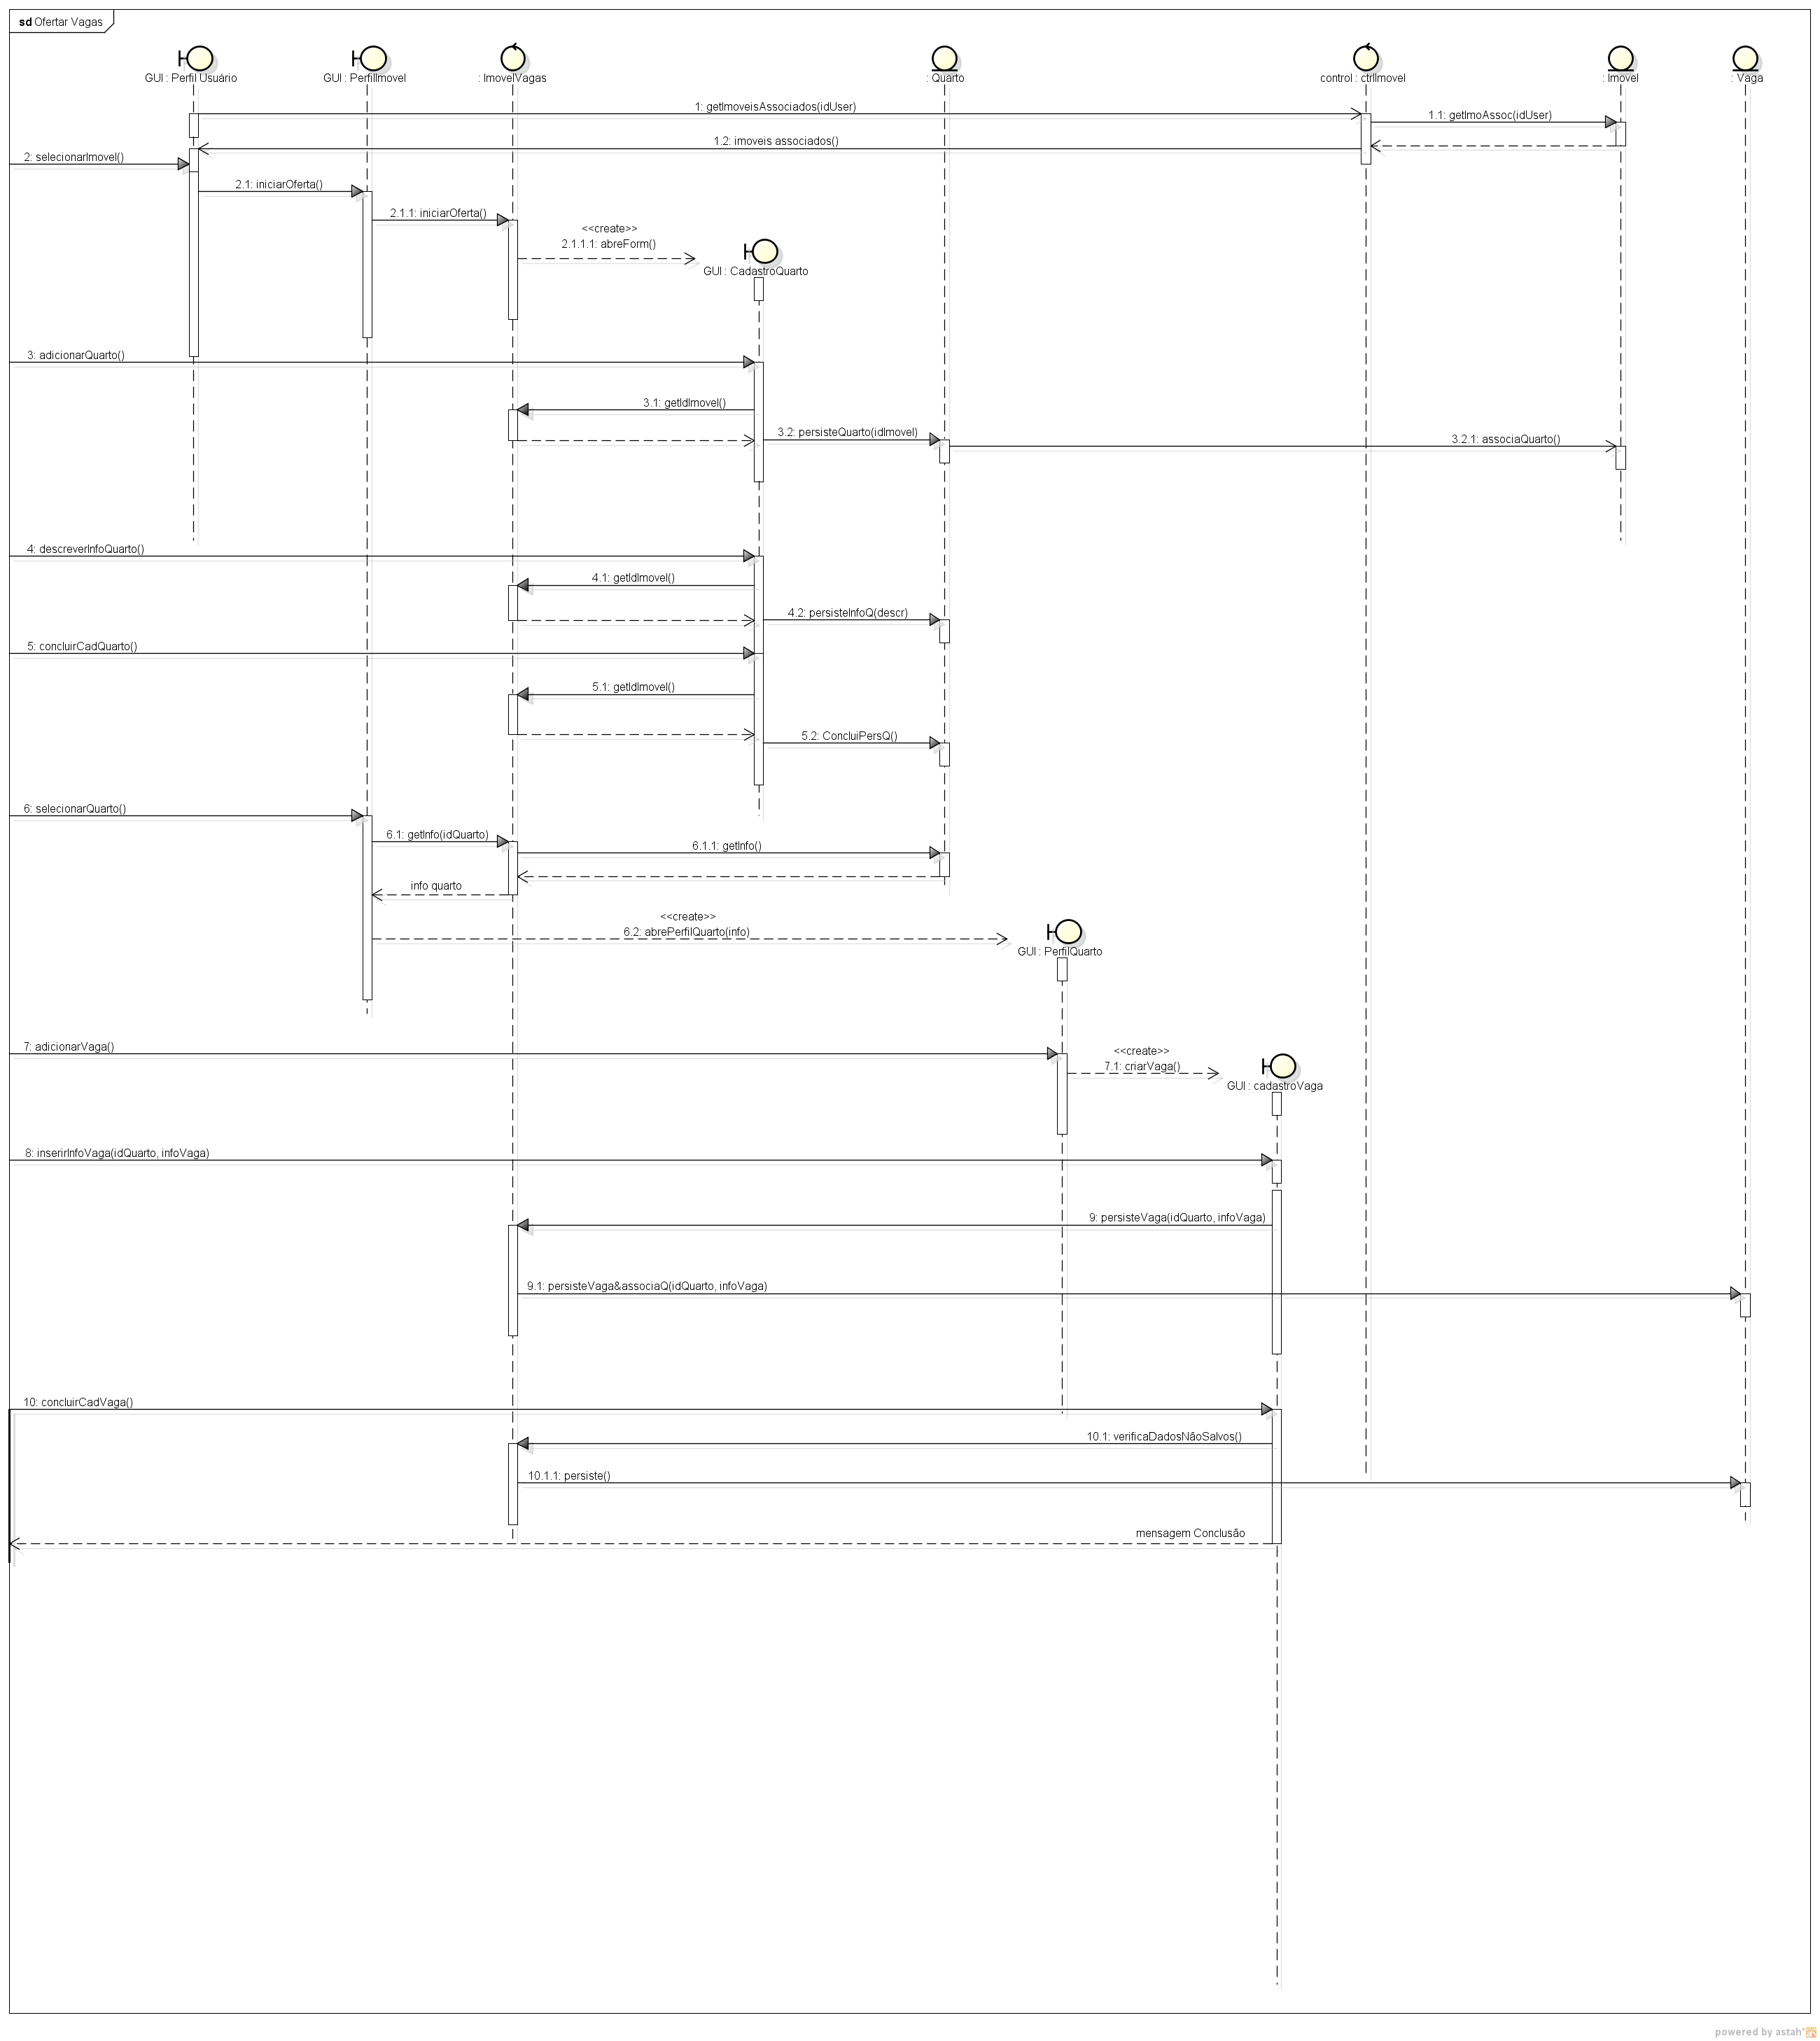 sd Ofertar Vagas
GUI : Perfil Usuário
GUI : PerfilImovel
: ImovelVagas
: Quarto
control : ctrlImovel
: Imovel
: Vaga
1: getImoveisAssociados(idUser)
1.1: getImoAssoc(idUser)
1.2: imoveis associados()
2: selecionarImovel()
2.1: iniciarOferta()
2.1.1: iniciarOferta()
<<create>>
2.1.1.1: abreForm()
GUI : CadastroQuarto
3: adicionarQuarto()
3.1: getIdImovel()
3.2: persisteQuarto(idImovel)
3.2.1: associaQuarto()
4: descreverInfoQuarto()
4.1: getIdImovel()
4.2: persisteInfoQ(descr)
5: concluirCadQuarto()
5.1: getIdImovel()
5.2: ConcluiPersQ()
6: selecionarQuarto()
6.1: getInfo(idQuarto)
6.1.1: getInfo()
info quarto
<<create>>
6.2: abrePerfilQuarto(info)
GUI : PerfilQuarto
7: adicionarVaga()
<<create>>
7.1: criarVaga()
GUI : cadastroVaga
8: inserirInfoVaga(idQuarto, infoVaga)
9: persisteVaga(idQuarto, infoVaga)
9.1: persisteVaga&associaQ(idQuarto, infoVaga)
10: concluirCadVaga()
10.1: verificaDadosNãoSalvos()
10.1.1: persiste()
mensagem Conclusão
powered by astah*